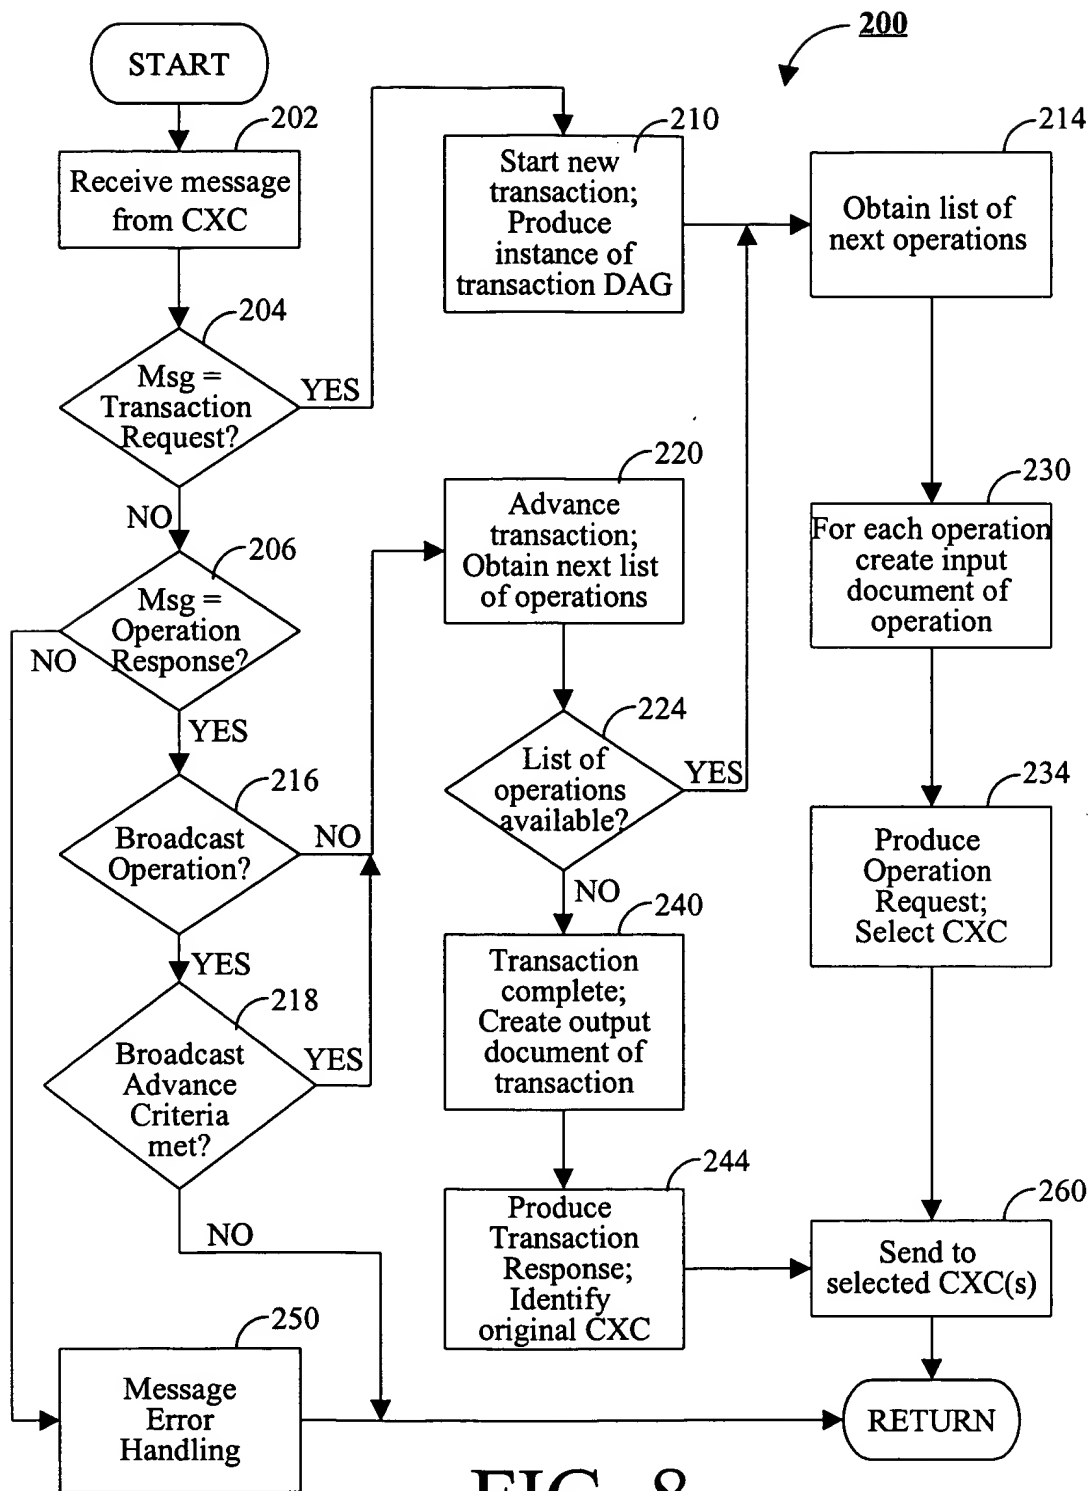 200
START
202
Receive message
from CXC
204
Msg =
Transaction
Request?
YES
NO
206
Msg =
Operation
Response?
NO
YES
216
Broadcast
Operation?
NO
YES
218
Broadcast
Advance
Criteria
met?
YES
NO
250
Message
Error
Handling
210
Start new
transaction;
Produce
instance of
transaction DAG
220
Advance
transaction;
Obtain next list
of operations
224
List of
operations
available?
YES
NO
240
Transaction
complete;
Create output
document of
transaction
244
Produce
Transaction
Response;
Identify
original CXC
214
Obtain list of
next operations
230
For each operation
create input
document of
operation
234
Produce
Operation
Request;
Select CXC
260
Send to
selected CXC(s)
RETURN
FIG. 8